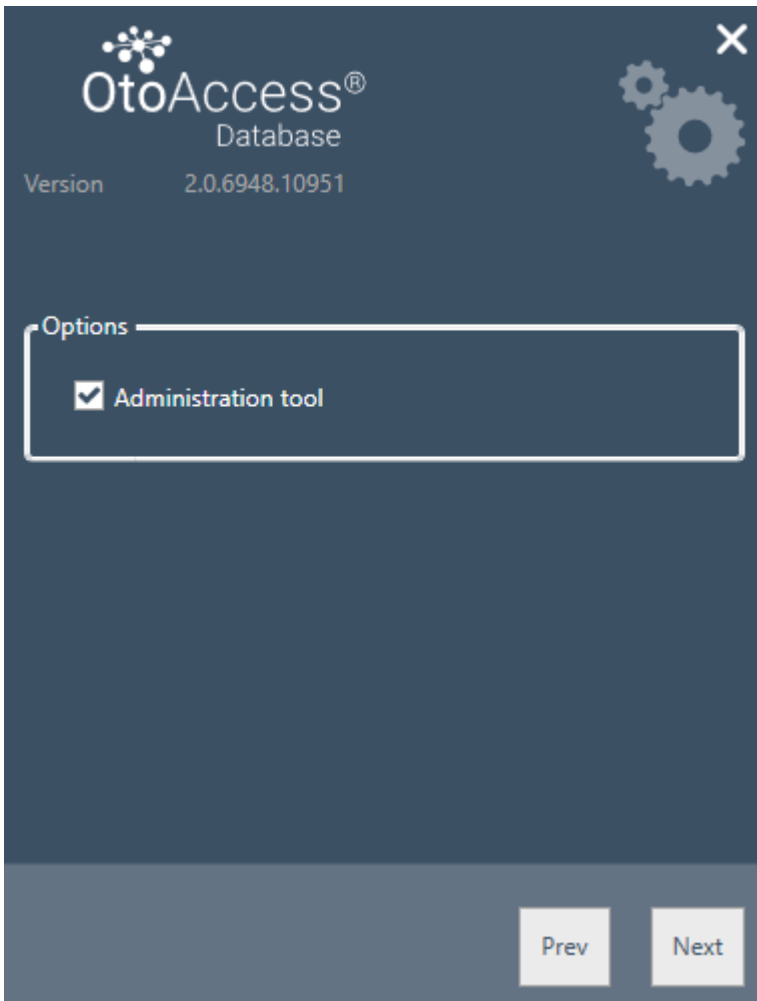 OtoAccess®
Database
Version 2.0.6948.10951
Options
Administration tool
Prev Next